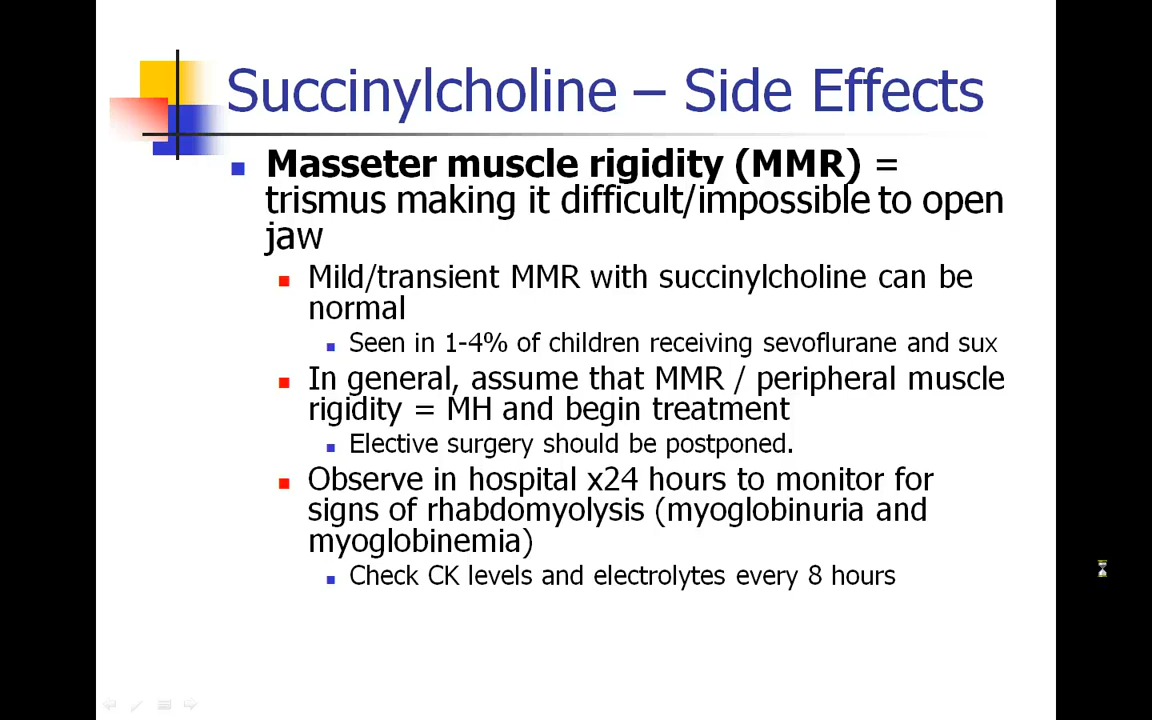 Succinylcholine – Side Effects
Masseter muscle rigidity (MMR) =
trismus making it difficult/impossible to open
jaw
Mild/transient MMR with succinylcholine can be
normal
Seen in 1-4% of children receiving sevoflurane and sux
In general, assume that MMR / peripheral muscle
rigidity = MH and begin treatment
Elective surgery should be postponed.
Observe in hospital x24 hours to monitor for
signs of rhabdomyolysis (myoglobinuria and
myoglobinemia)
Check CK levels and electrolytes every 8 hours